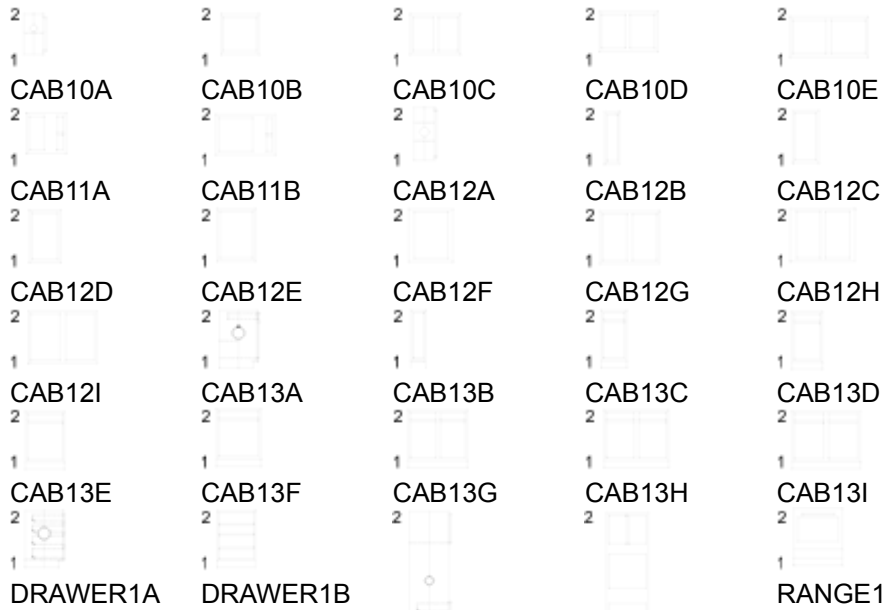 2 2 2 2 2
1 1 1 1 1
CAB10A CAB10B CAB10C CAB10D CAB10E
2 2 2 2 2
1 1 1 1 1
CAB11A CAB11B CAB12A CAB12B CAB12C
2 2 2 2 2
1 1 1 1 1
CAB12D CAB12E CAB12F CAB12G CAB12H
2 2 2 2 2
1 1 1 1 1
CAB12I CAB13A CAB13B CAB13C CAB13D
2 2 2 2 2
1 1 1 1 1
CAB13E CAB13F CAB13G CAB13H CAB13I
2 2 2 2 2
1 1 1
DRAWER1A DRAWER1B RANGE1